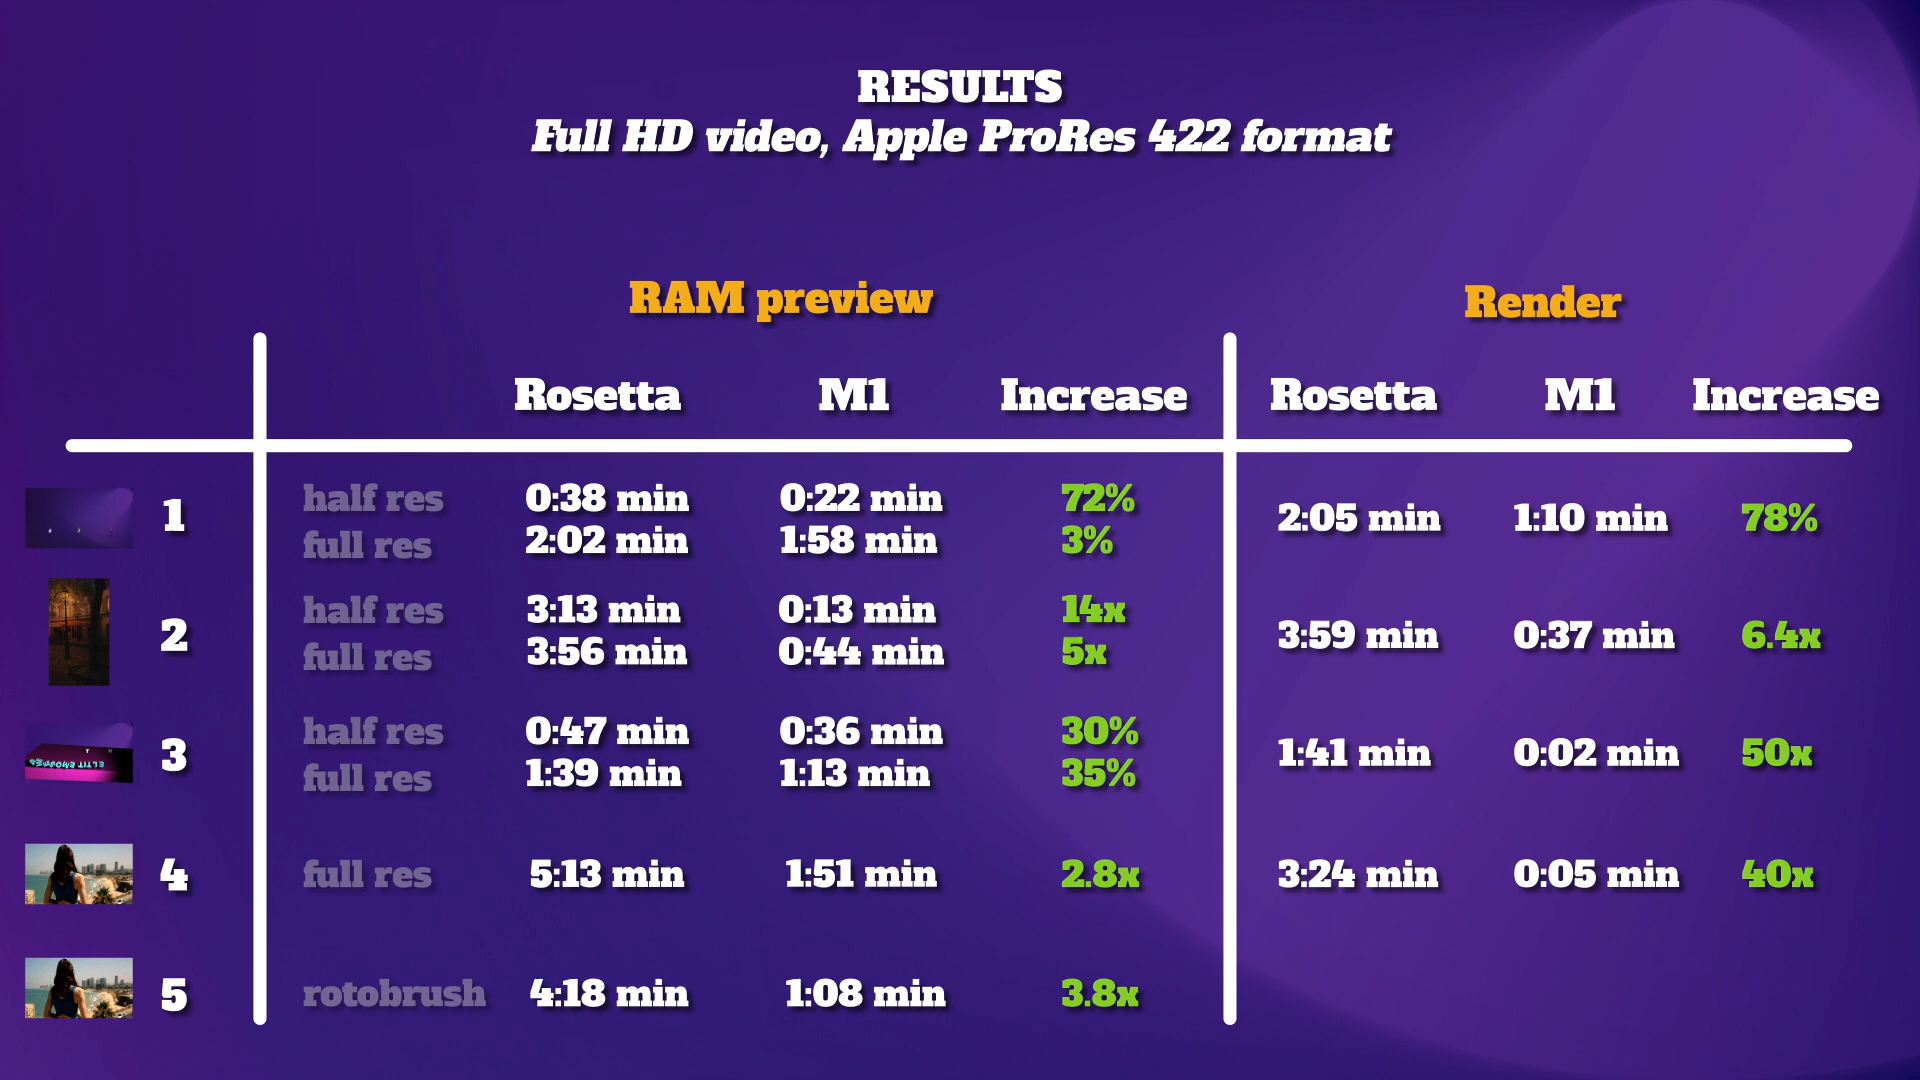 RESULTS
Full HD video, Apple ProRes 422 format
RAM preview
Render
Rosetta M1 Increase Rosetta M1 Increase
1 half res 0:38 min 0:22 min 72% 2:05 min 1:10 min 78%
full res 2:02 min 1:58 min 3%
2 half res 3:13 min 0:13 min 14x 3:59 min 0:37 min 6.4x
full res 3:56 min 0:44 min 5x
3 half res 0:47 min 0:36 min 30% 1:41 min 0:02 min 50x
full res 1:39 min 1:13 min 35%
4 full res 5:13 min 1:51 min 2.8x 3:24 min 0:05 min 40x
5 rotobrush 4:18 min 1:08 min 3.8x